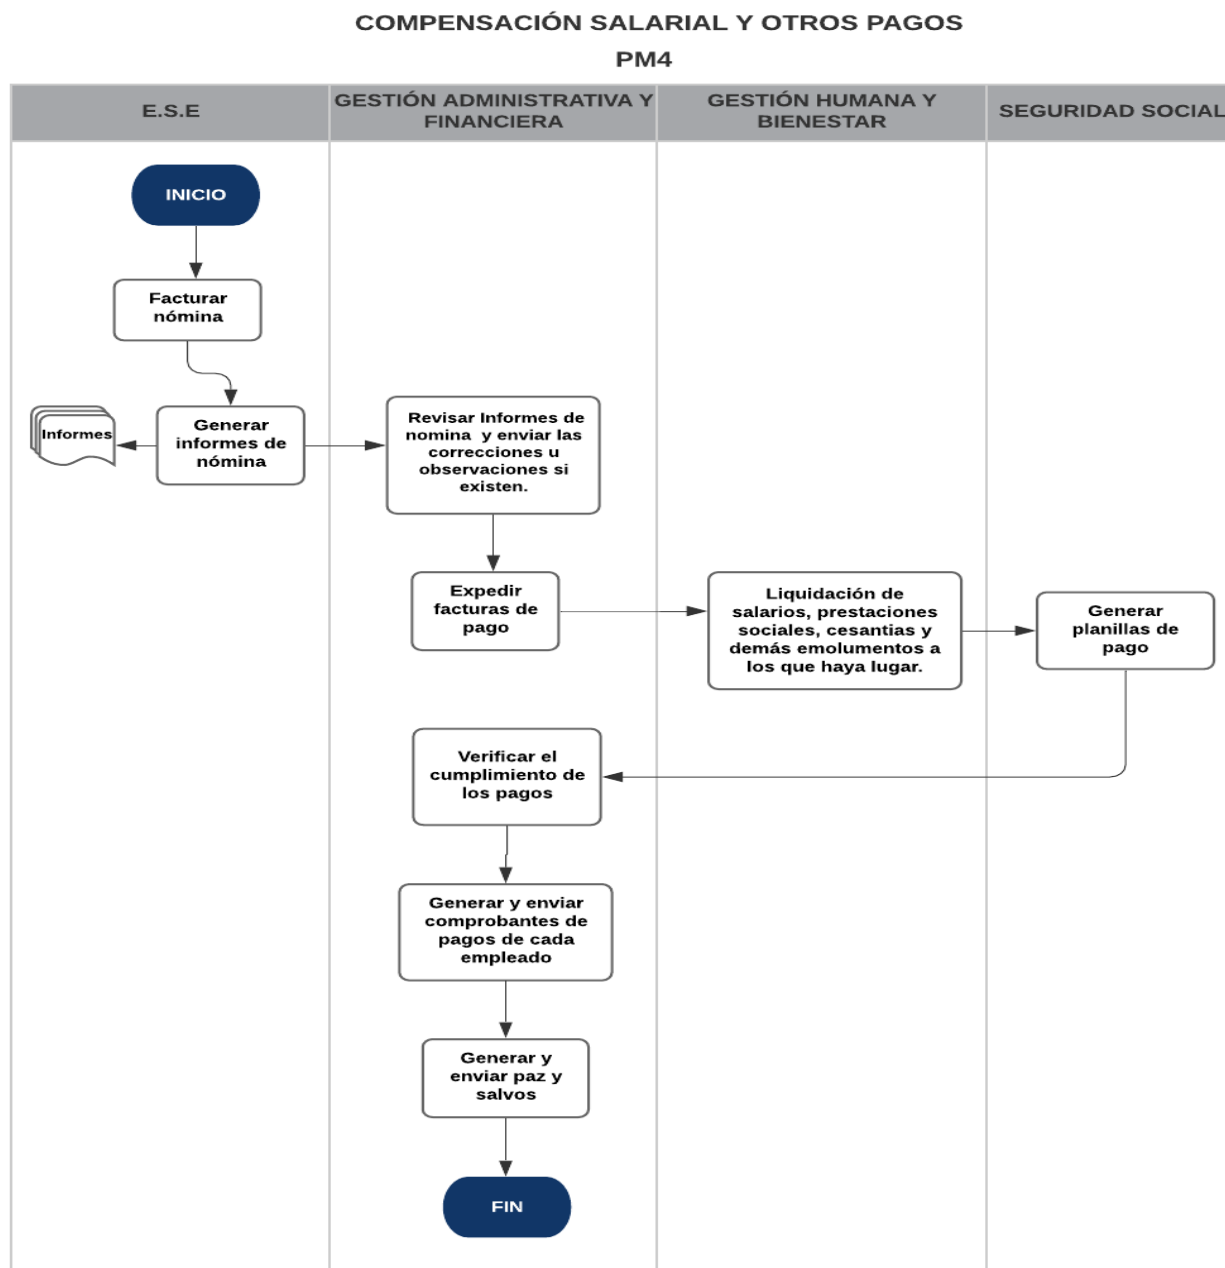 COMPENSACIÓN SALARIAL Y OTROS PAGOS
PM4
E.S.E
GESTIÓN ADMINISTRATIVA Y
FINANCIERA
GESTIÓN HUMANA Y
BIENESTAR
SEGURIDAD SOCIAL
INICIO
Facturar
nómina
Informes
Generar
informes de
nómina
Revisar Informes de
nomina y enviar las
correcciones u
observaciones si
existen.
Expedir
facturas de
pago
Liquidación de
salarios, prestaciones
sociales, cesantias y
demás emolumentos a
los que haya lugar.
Generar
planillas de
pago
Verificar el
cumplimiento de
los pagos
Generar y enviar
comprobantes de
pagos de cada
empleado
Generar y
enviar paz y
salvos
FIN